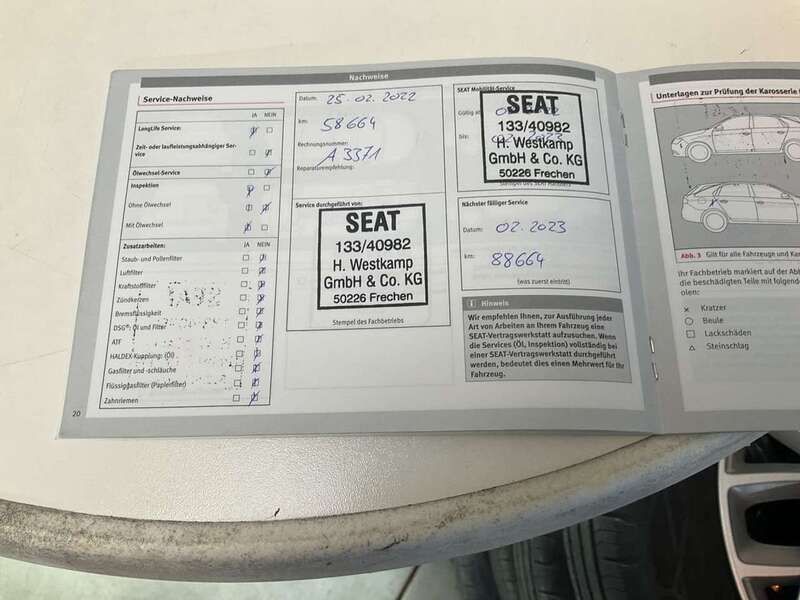 Nachweise
Service-Nachweise
JA NEIN
LongLife Service:
Zeit- oder laufleistungsabhängiger Ser-
vice
Ölwechsel-Service
Inspektion
Ohne Ölwechsel
Mit Ölwechsel
Zusatzarbeiten:
JA NEIN
Staub- und Pollenfilter
Luftfilter
Kraftstofffilter
Zündkerzen
Bremsflüssigkeit
DSG®: Öl und Filter
ATF
HALDEX-Kupplung: (Öl)
Gasfilter und -schläuche
Flüssiggasfilter (Papierfilter)
Zahnriemen
20
Datum: 25.02.2022
km:
58664
Rechnungsnummer:
A 3371
Reparaturempfehlung:
Service durchgeführt von:
SEAT
133/40982
H. Westkamp
GmbH & Co. KG
50226 Frechen
Stempel des Fachbetriebs
SEAT Mobilität-Service
Gültig ab
bis:
SEAT
133/40982
H. Westkamp
GmbH & Co. KG
50226 Frechen
Stempel des SEAT Partners
Nächster fälliger Service
Datum: 02.2023
km: 88664
(was zuerst eintritt)
i Hinweis
Wir empfehlen Ihnen, zur Ausführung jeder
Art von Arbeiten an Ihrem Fahrzeug eine
SEAT-Vertragswerkstatt aufzusuchen. Wenn
die Services (Öl, Inspektion) vollständig bei
einer SEAT-Vertragswerkstatt durchgeführt
werden, bedeutet dies einen Mehrwert für Ihr
Fahrzeug.
Unterlagen zur Prüfung der Karosserie
Abb. 3 Gilt für alle Fahrzeuge und
Ihr Fachbetrieb markiert auf der
die beschädigten Teile mit
olen:
× Kratzer
Beule
Lackschäden
Steinschlag